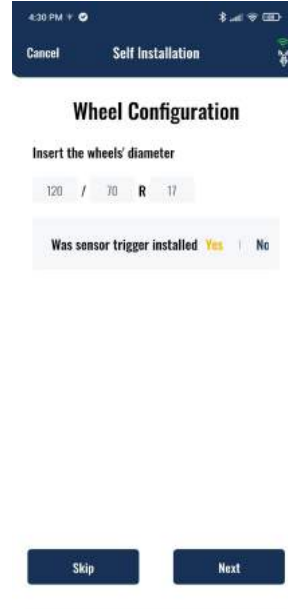 4:30 PM
Cancel Self Installation
Wheel Configuration
Insert the wheels' diameter
120 / 70 R 17
Was sensor trigger installed Yes | No
Skip Next